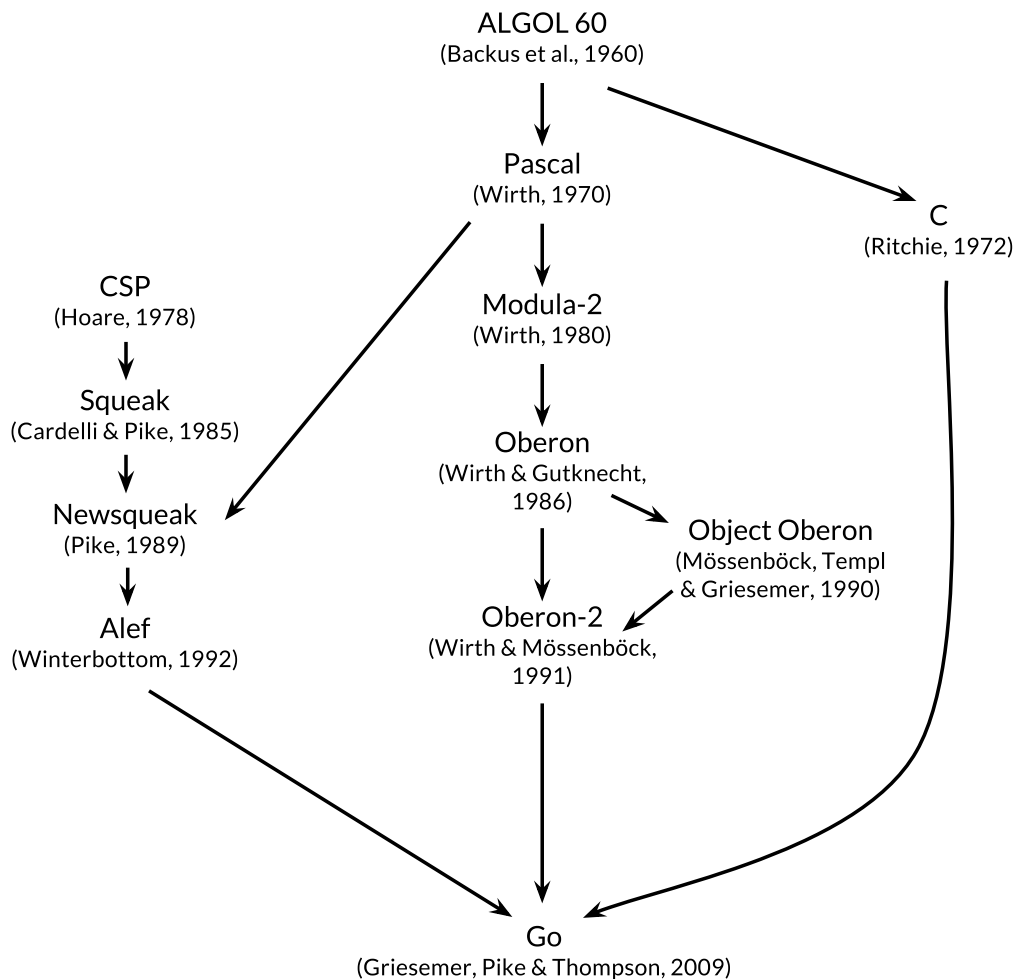 ALGOL 60
(Backus et al., 1960)
Pascal
(Wirth, 1970)
C
(Ritchie, 1972)
CSP
(Hoare, 1978)
Modula-2
(Wirth, 1980)
Squeak
(Cardelli & Pike, 1985)
Oberon
(Wirth & Gutknecht,
1986)
Newsqueak
(Pike, 1989)
Object Oberon
(Mössenböck, Templ
& Griesemer, 1990)
Alef
(Winterbottom, 1992)
Oberon-2
(Wirth & Mössenböck,
1991)
Go
(Griesemer, Pike & Thompson, 2009)